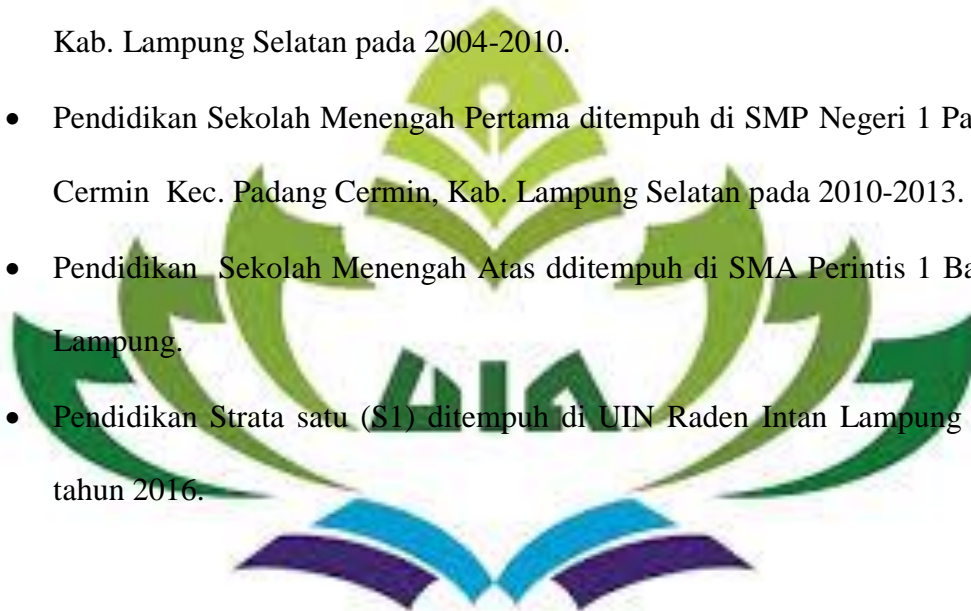 Kab. Lampung Selatan pada 2004-2010.
• Pendidikan Sekolah Menengah Pertama ditempuh di SMP Negeri 1 Pa
Cermin Kec. Padang Cermin, Kab. Lampung Selatan pada 2010-2013.
• Pendidikan Sekolah Menengah Atas dditempuh di SMA Perintis 1 Ba
Lampung.
UIN
• Pendidikan Strata satu (S1) ditempuh di UIN Raden Intan Lampung
tahun 2016.